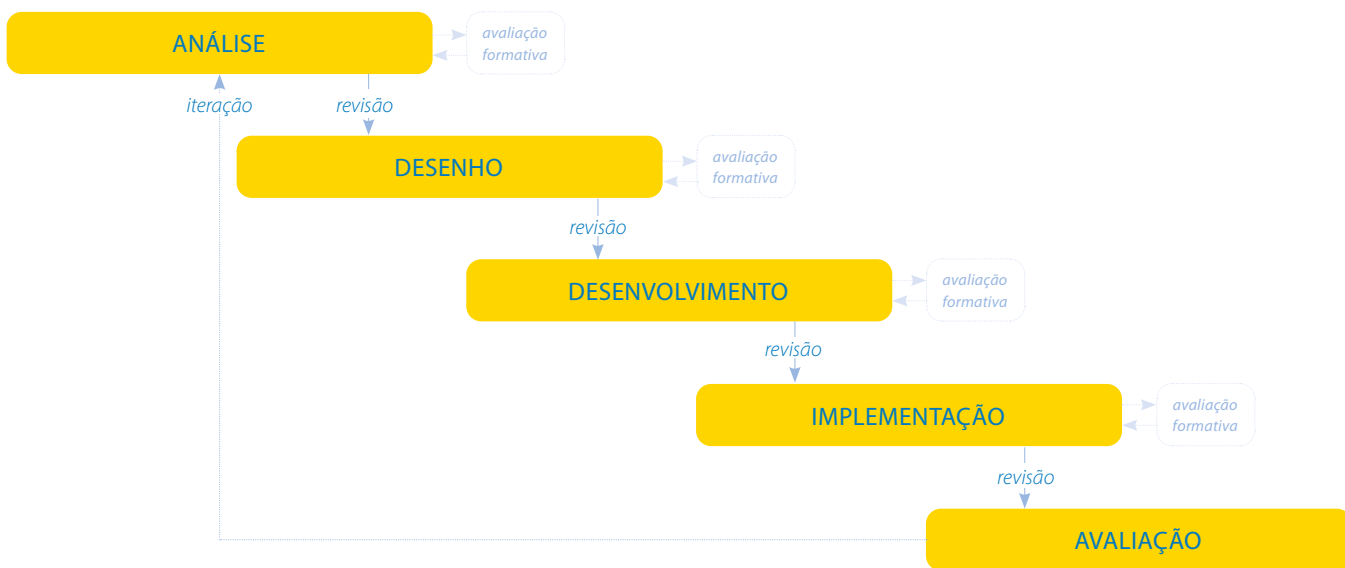 ANÁLISE
avaliação
formativa
iteração
revisão
DESENHO
avaliação
formativa
revisão
DESENVOLVIMENTO
avaliação
formativa
revisão
IMPLEMENTAÇÃO
avaliação
formativa
revisão
AVALIAÇÃO